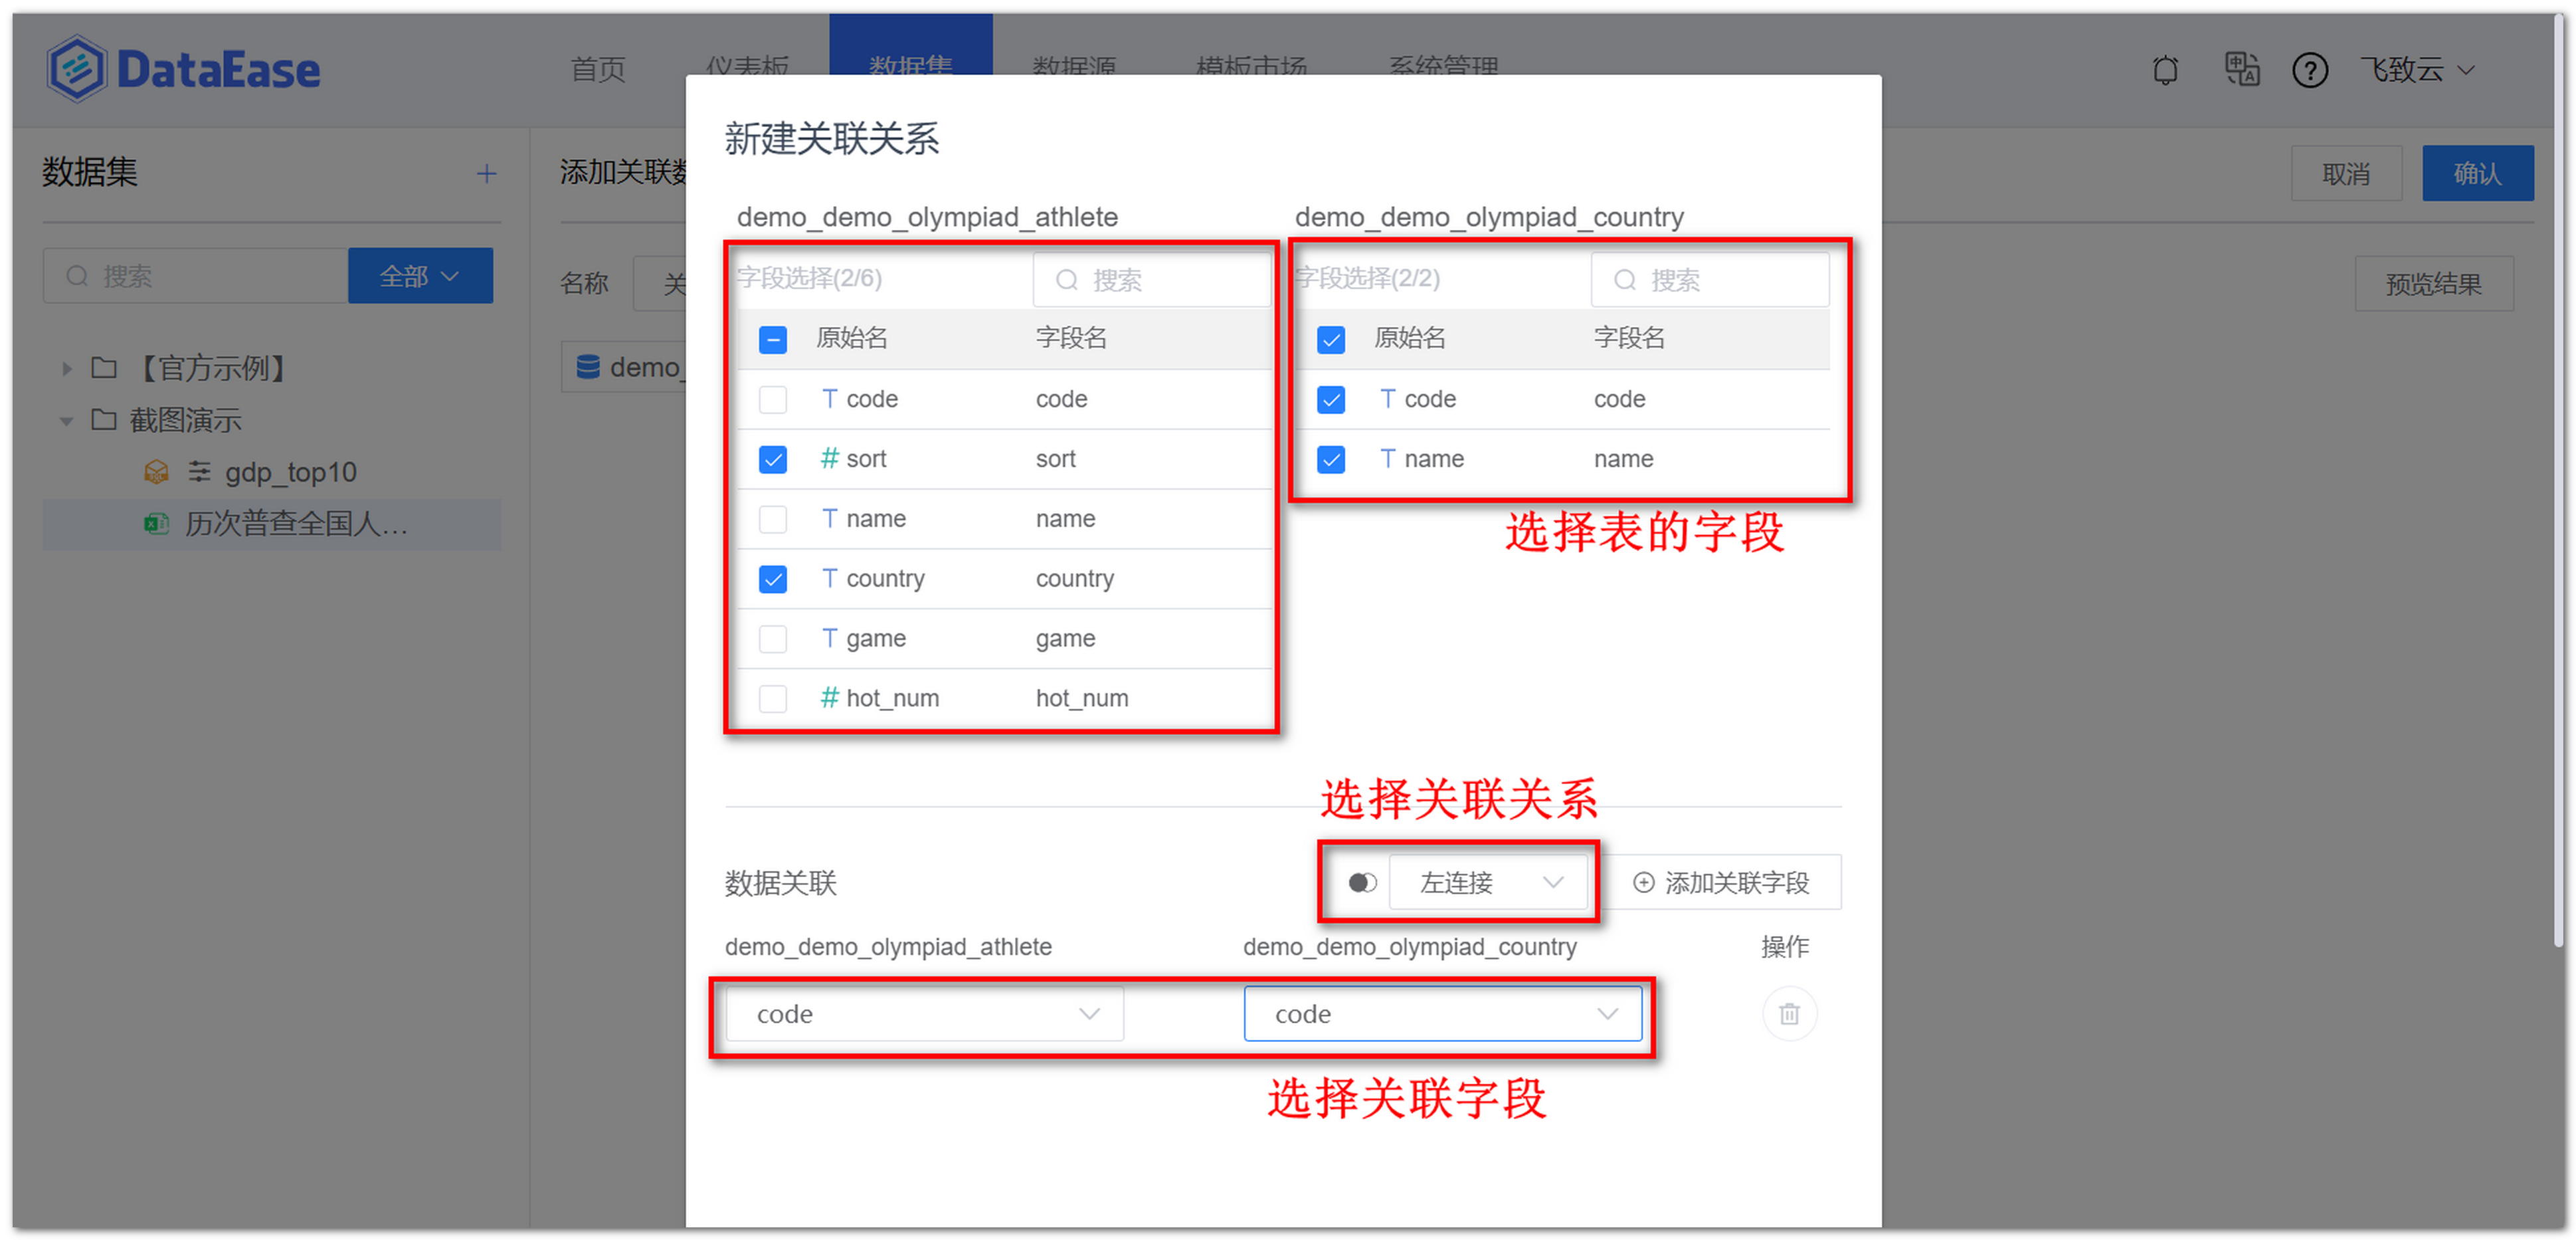 DataEase 首页 仪表板 数据集 数据源 模板市场 系统管理 飞致云
数据集
搜索 全部
【官方示例】
截图演示
gdp_top10
历次普查全国人...
添加关联数
取消 确认
名称 关
预览结果
demo_
新建关联关系
demo_demo_olympiad_athlete demo_demo_olympiad_country
字段选择(2/6) 搜索 字段选择(2/2) 搜索
原始名 字段名 原始名 字段名
T code code T code code
# sort sort T name name
T name name
选择表的字段
T country country
T game game
# hot_num hot_num
选择关联关系
数据关联 左连接 添加关联字段
demo_demo_olympiad_athlete demo_demo_olympiad_country 操作
code code
选择关联字段